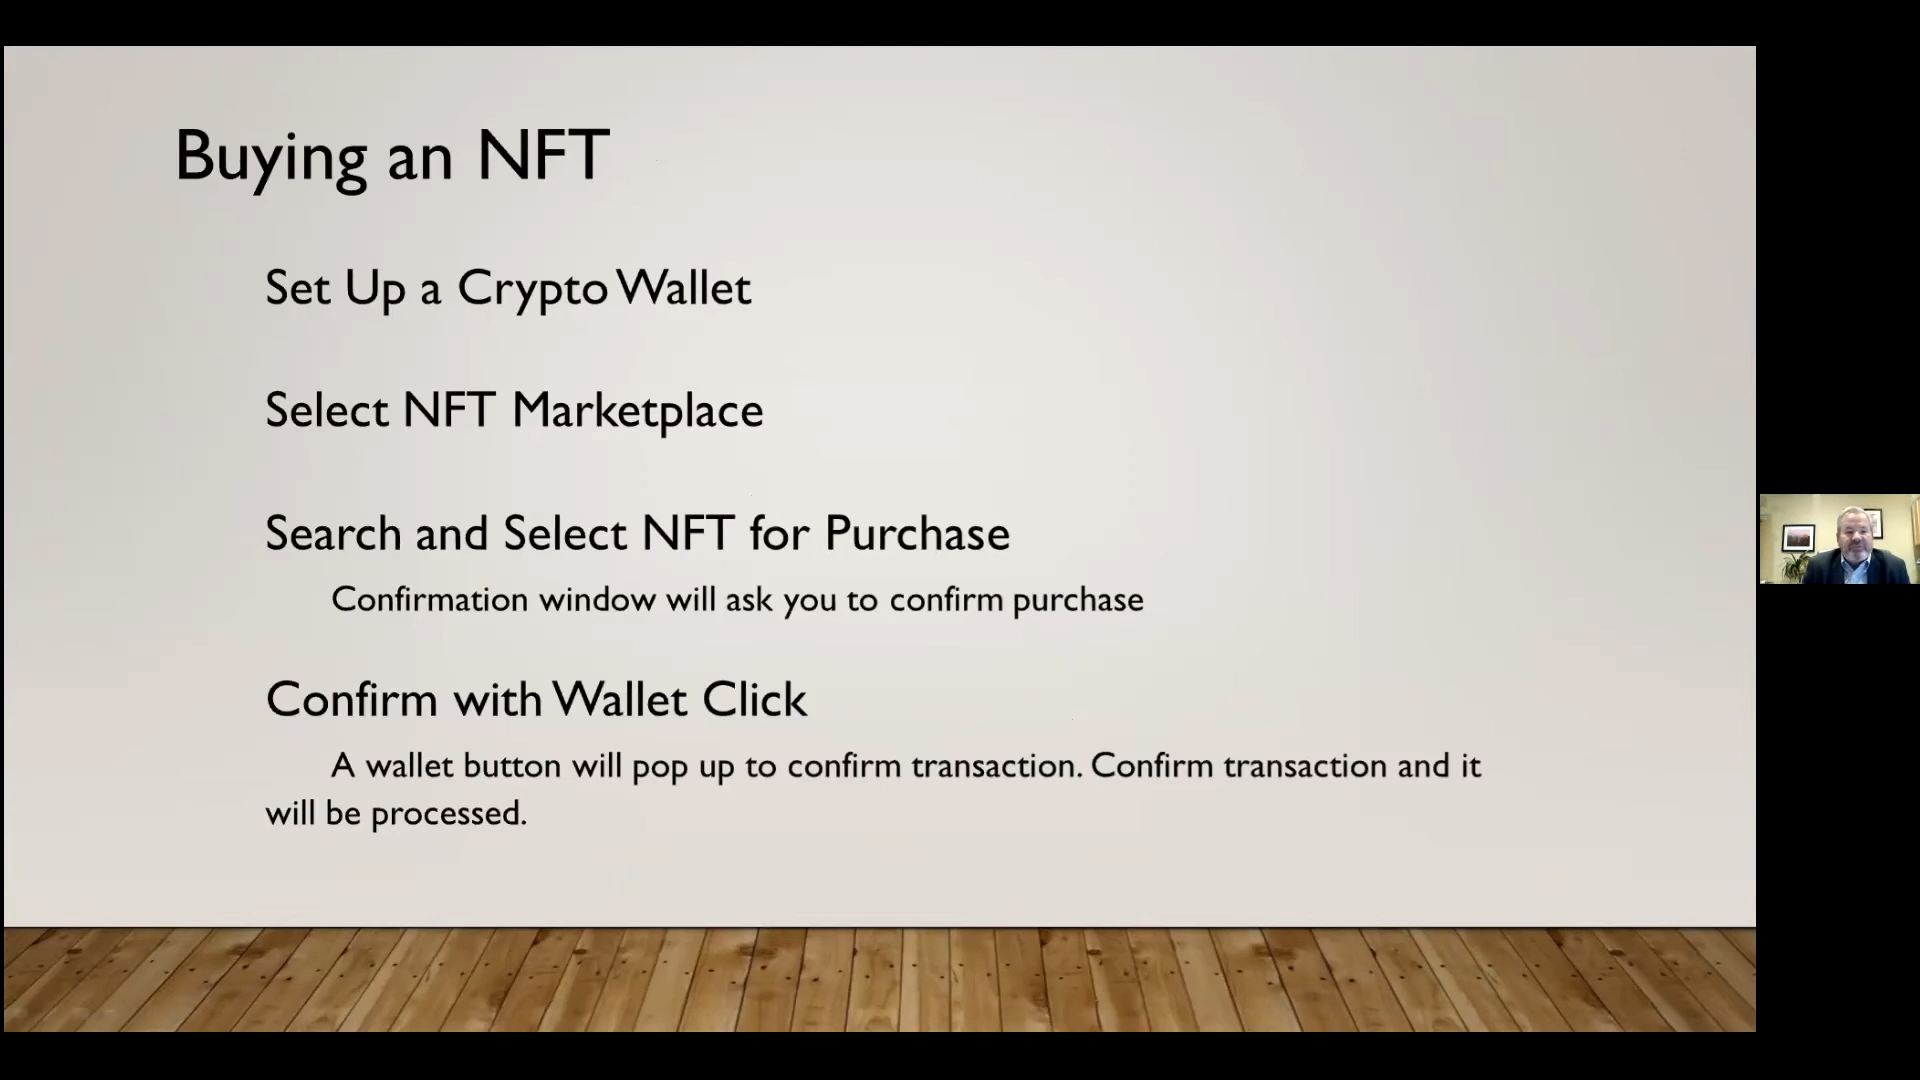 Buying an NFT
Set Up a Crypto Wallet
Select NFT Marketplace
Search and Select NFT for Purchase
Confirmation window will ask you to confirm purchase
Confirm with Wallet Click
A wallet button will pop up to confirm transaction. Confirm transaction and it
will be processed.